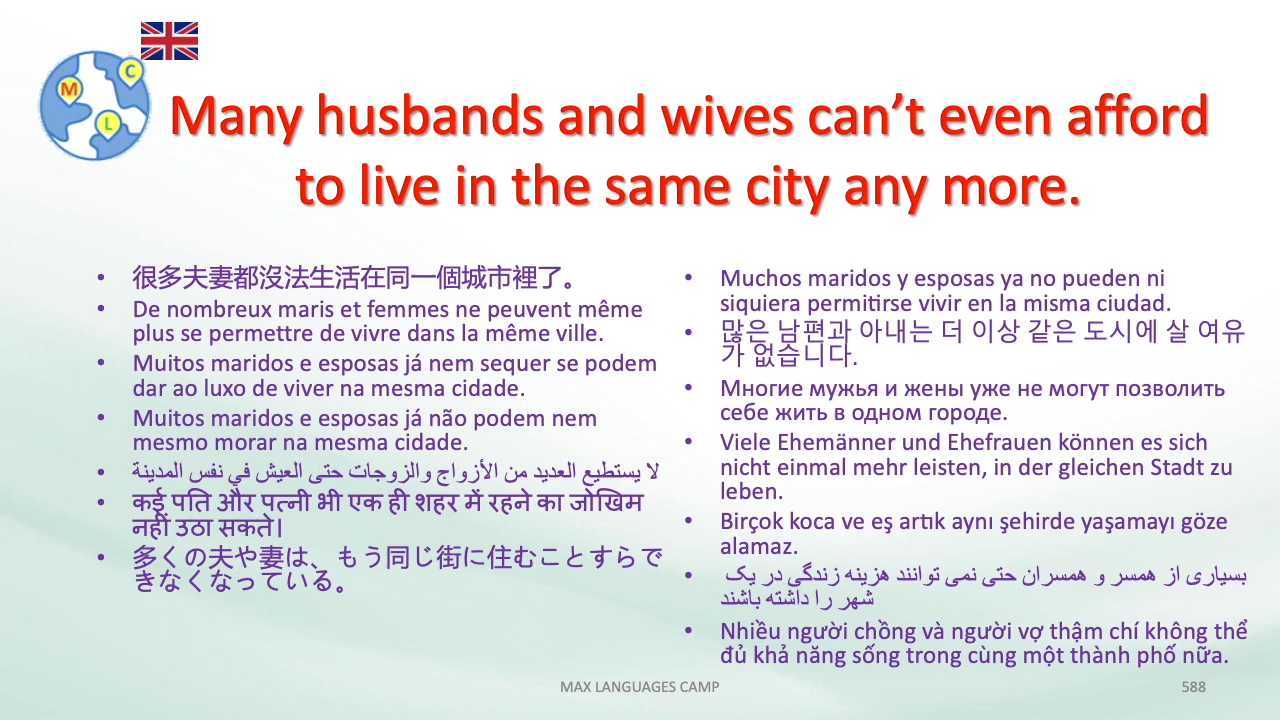 M
C
L
Many husbands and wives can’t even afford
to live in the same city any more.
• 很多夫妻都沒法生活在同一個城市裡了。
• De nombreux maris et femmes ne peuvent même
plus se permettre de vivre dans la même ville.
• Muitos maridos e esposas já nem sequer se podem
dar ao luxo de viver na mesma cidade.
• Muitos maridos e esposas já não podem nem
mesmo morar na mesma cidade.
• لا يستطيع العديد من الأزواج والزوجات حتى العيش في نفس المدينة
• कई पति और पत्नी भी एक ही शहर में रहने का जोखिम
नहीं उठा सकते।
• 多くの夫や妻は、もう同じ街に住むことすらで
きなくなっている。
• Muchos maridos y esposas ya no pueden ni
siquiera permitirse vivir en la misma ciudad.
• 많은 남편과 아내는 더 이상 같은 도시에 살 여유
가 없습니다.
• Многие мужья и жены уже не могут позволить
себе жить в одном городе.
• Viele Ehemänner und Ehefrauen können es sich
nicht einmal mehr leisten, in der gleichen Stadt zu
leben.
• Birçok koca ve eş artık aynı şehirde yaşamayı göze
alamaz.
• بسیاری از همسر و همسران حتی نمی توانند هزینه زندگی در یک
شهر را داشته باشند
• Nhiều người chồng và người vợ thậm chí không thể
đủ khả năng sống trong cùng một thành phố nữa.
MAX LANGUAGES CAMP
588